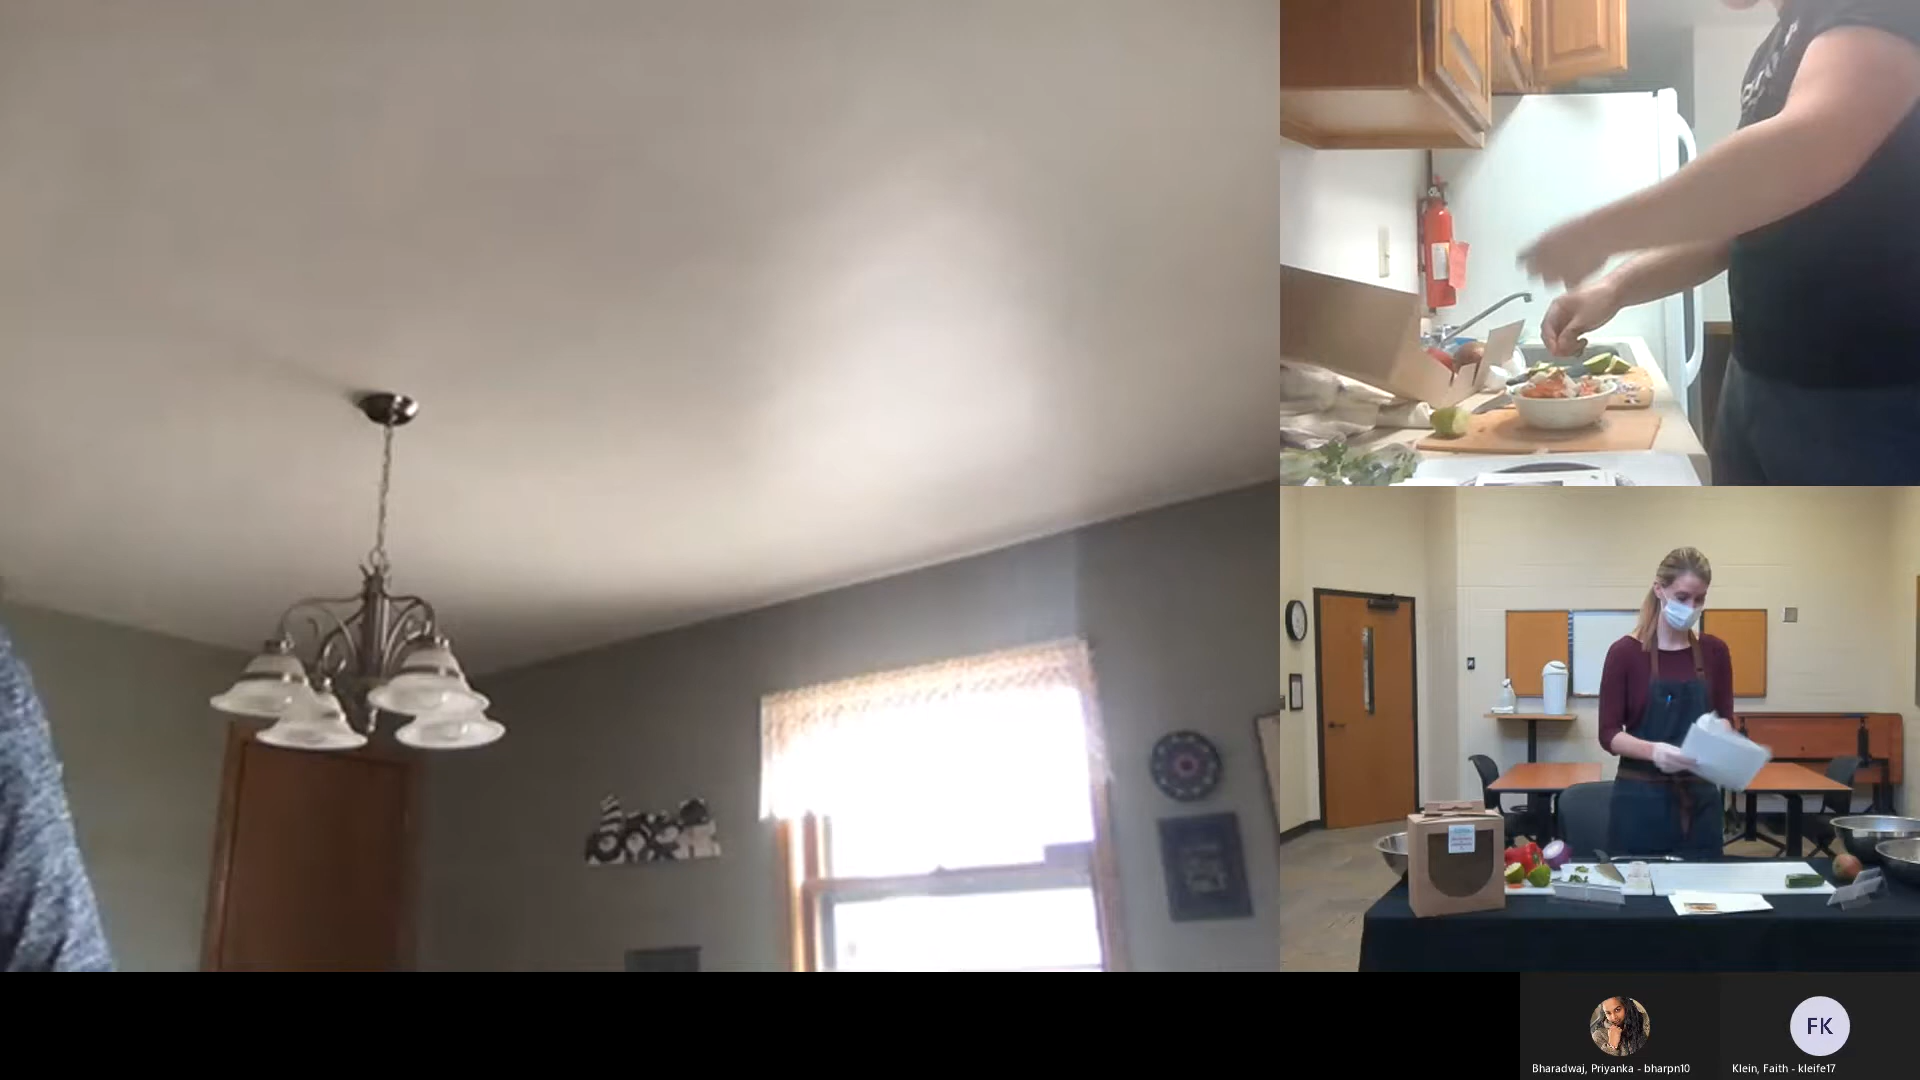 FK
Bharadwaj, Priyanka - bharpn10
Klein, Faith - kleife17